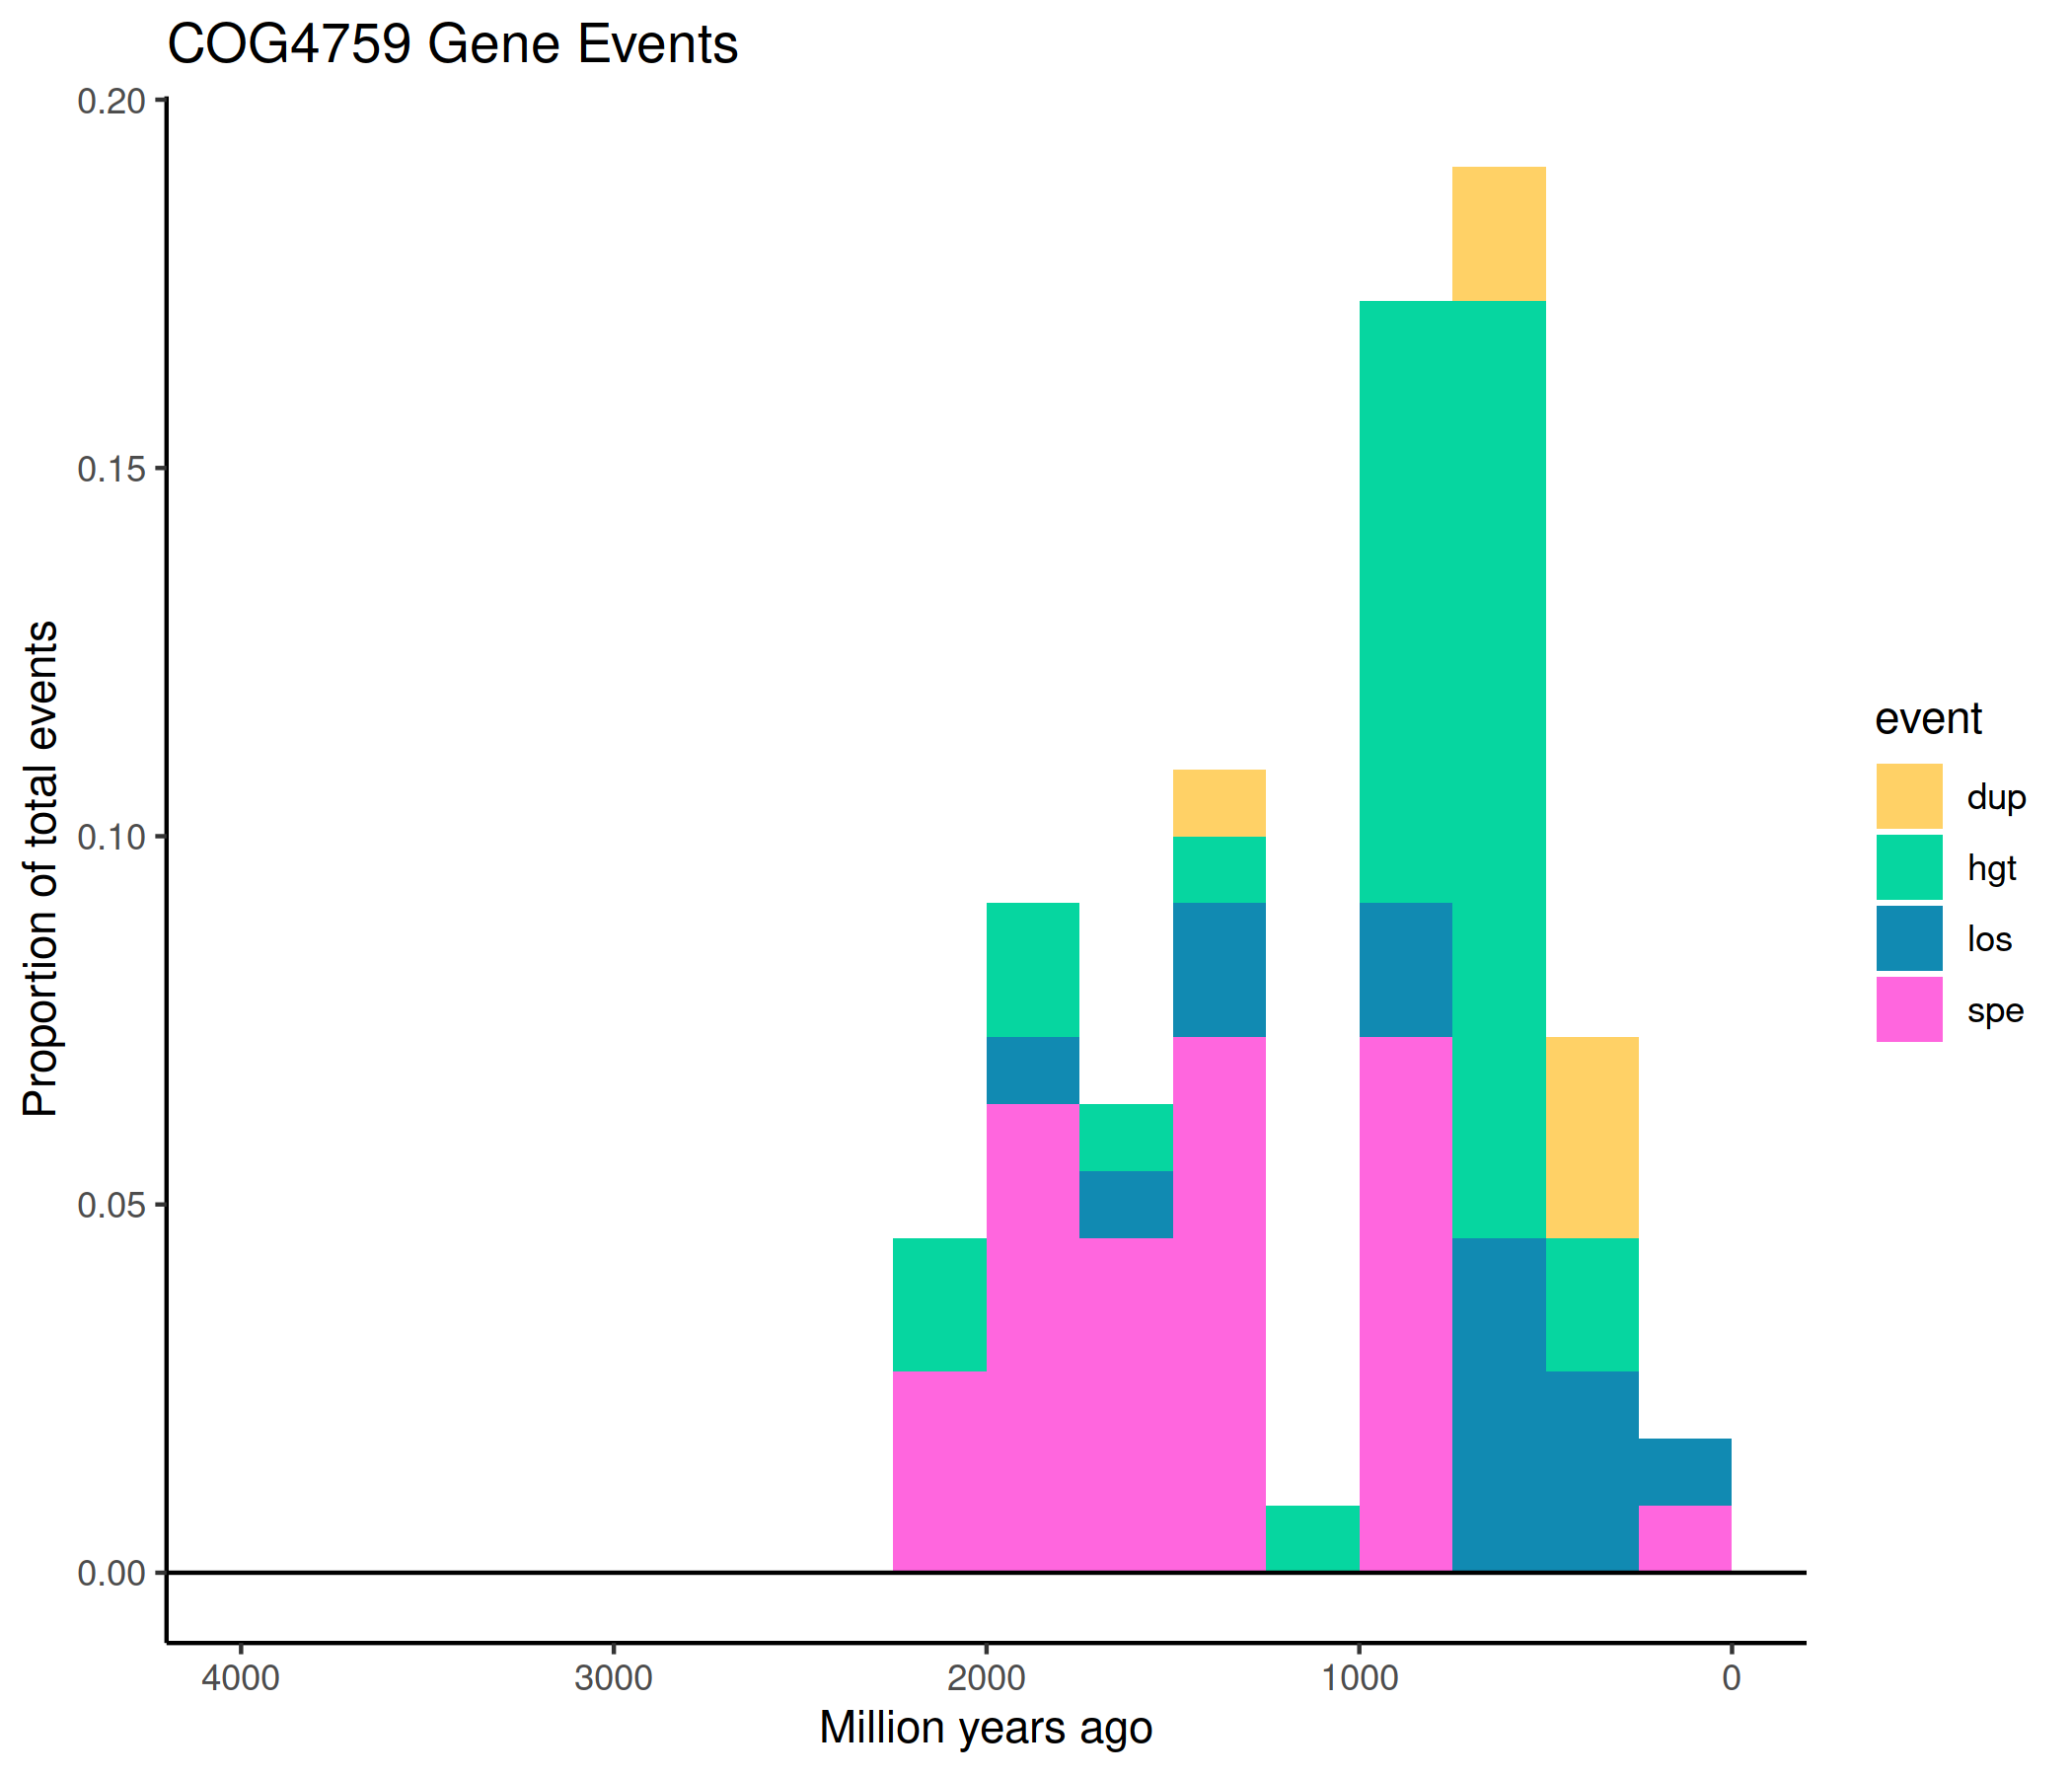 COG4759 Gene Events
0.20
0.15
0.10
0.05
0.00
Proportion of total events
4000 3000 2000 1000 0
Million years ago
event
dup
hgt
los
spe